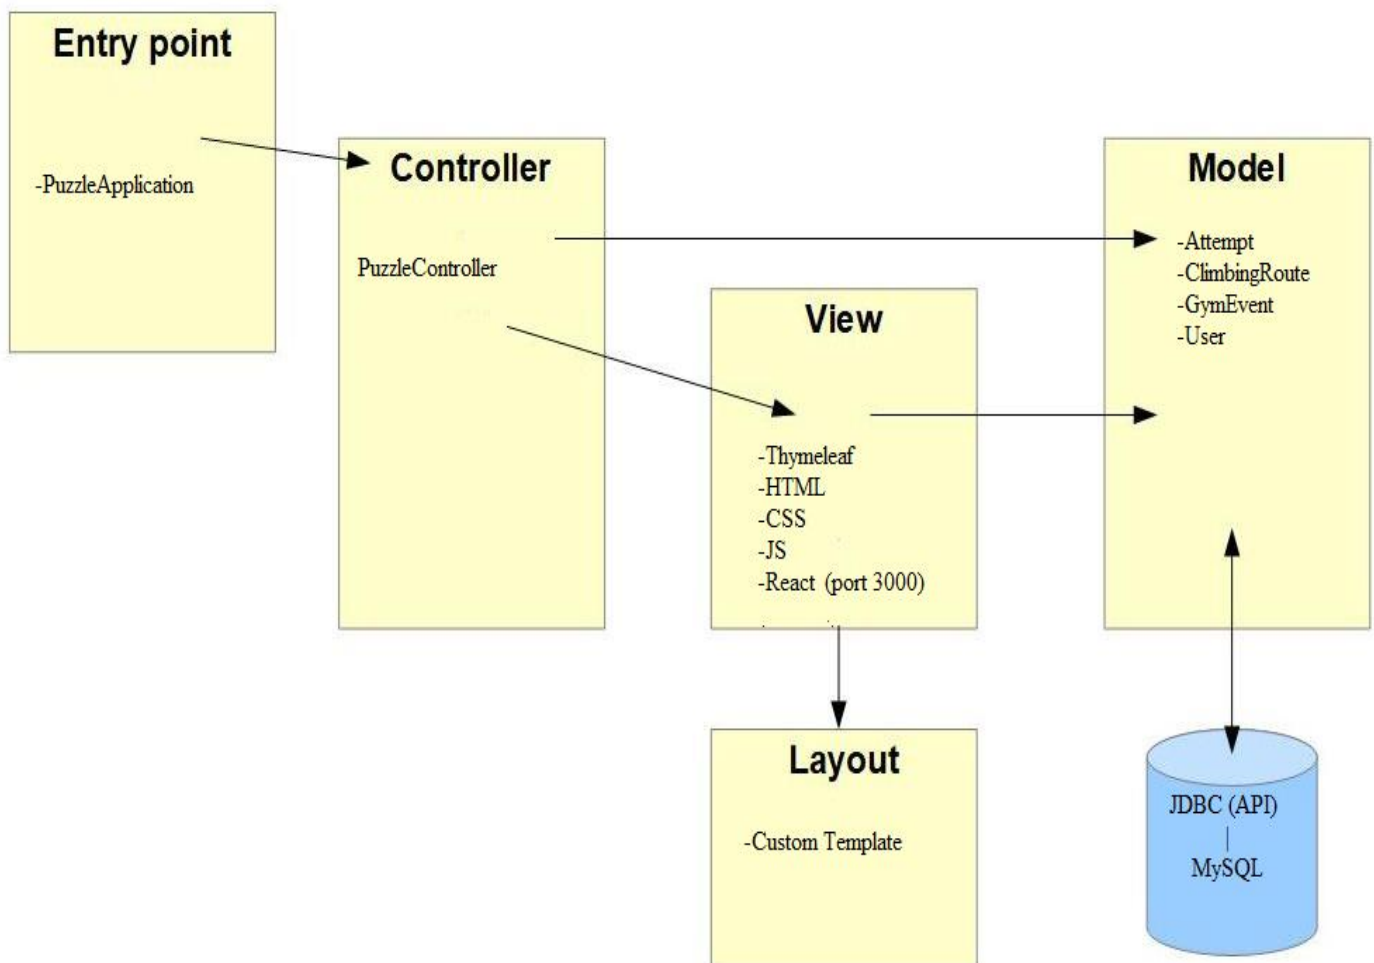 Entry point
-PuzzleApplication
Controller
PuzzleController
View
-Thymeleaf
-HTML
-CSS
-JS
-React (port 3000)
Model
-Attempt
-ClimbingRoute
-GymEvent
-User
Layout
-Custom Template
JDBC (API)
|
MySQL